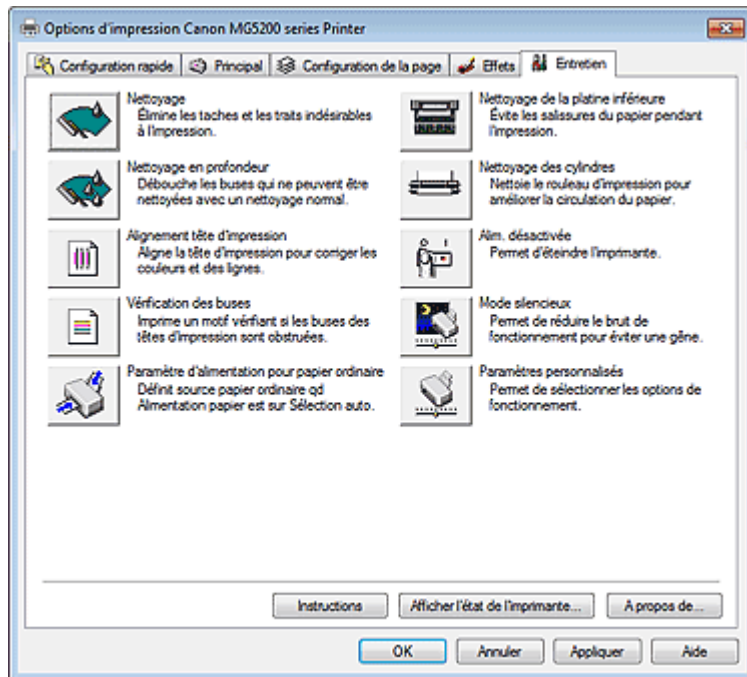 Options d'impression Canon MG5200 series Printer
Configuration rapide
Principal
Configuration de la page
Effets
Entretien
Nettoyage
Élimine les taches et les traits indésirables
à l'impression.
Nettoyage en profondeur
Débouche les buses qui ne peuvent être
nettoyées avec un nettoyage normal.
Alignement tête d'impression
Aligne la tête d'impression pour corriger les
couleurs et des lignes.
Vérification des buses
Imprime un motif vérifiant si les buses des
têtes d'impression sont obstruées.
Paramètre d'alimentation pour papier ordinaire
Définit source papier ordinaire qd
Alimentation papier est sur Sélection auto.
Nettoyage de la platine inférieure
Évite les salissures du papier pendant
l'impression.
Nettoyage des cylindres
Nettoie le rouleau d'impression pour
améliorer la circulation du papier.
Alim. désactivée
Permet d'éteindre l'imprimante.
Mode silencieux
Permet de réduire le bruit de
fonctionnement pour éviter une gêne.
Paramètres personnalisés
Permet de sélectionner les options de
fonctionnement.
Instructions
Afficher l'état de l'imprimante...
A propos de...
OK
Annuler
Appliquer
Aide